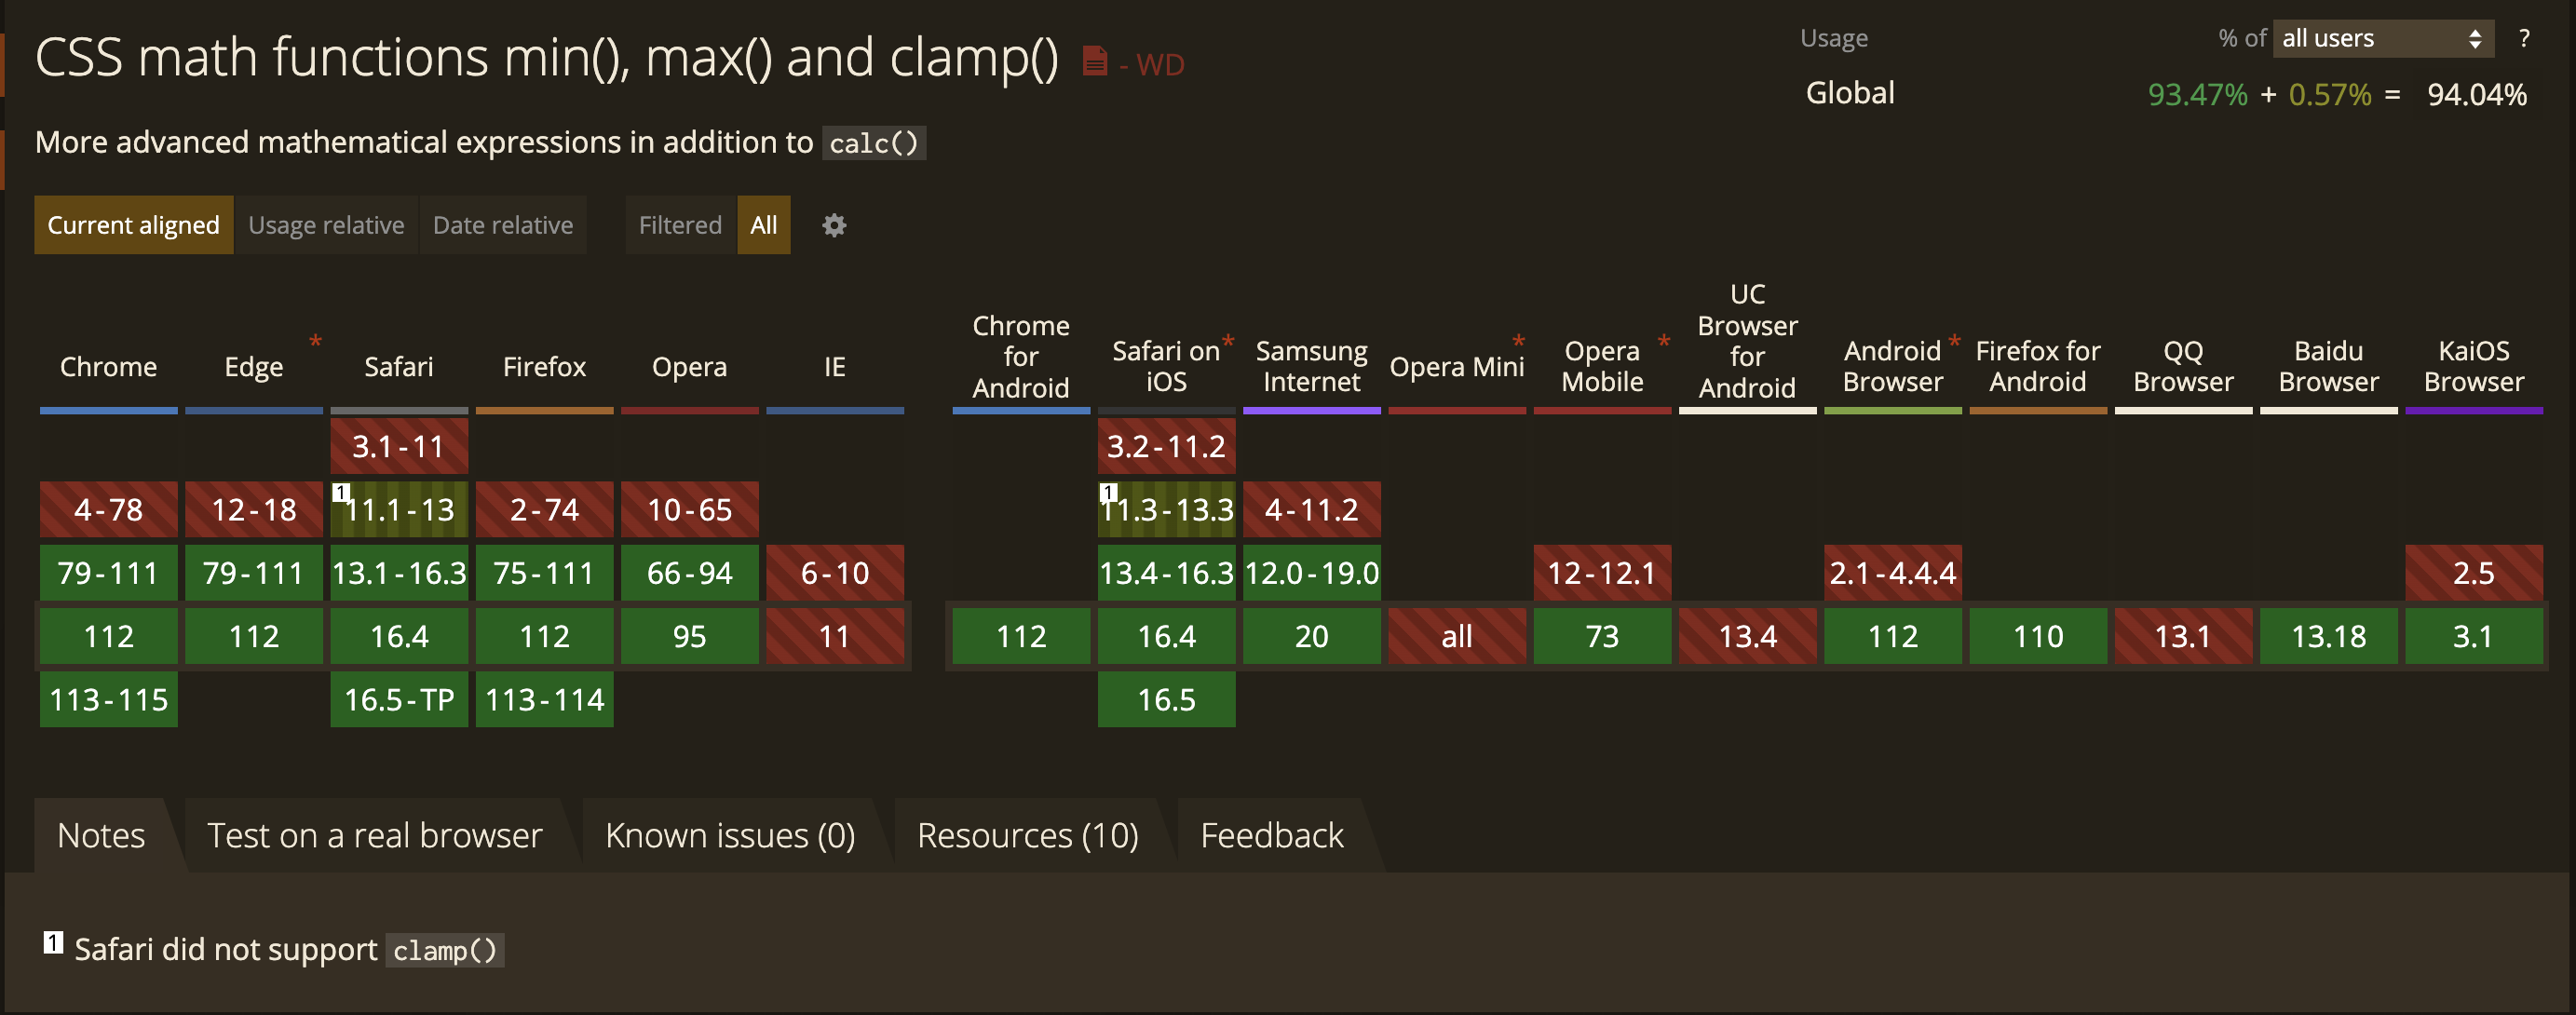 CSS math functions min(), max() and clamp() - WD
Usage % of all users ?
Global 93.47% + 0.57% = 94.04%
More advanced mathematical expressions in addition to calc()
Current aligned Usage relative Date relative Filtered All
Chrome
Edge *
Safari
Firefox
Opera
IE
Chrome
for
Android
Safari on *
iOS
Samsung
Internet
Opera Mini *
Opera *
Mobile
UC
Browser
for
Android
Android *
Browser
Firefox for
Android
QQ
Browser
Baidu
Browser
KaiOS
Browser
3.1-11 3.2-11.2
4-78 12-18 1 11.1-13 2-74 10-65 1 11.3-13.3 4-11.2
79-111 79-111 13.1-16.3 75-111 66-94 6-10 13.4-16.3 12.0-19.0 12-12.1 2.1-4.4.4 2.5
112 112 16.4 112 95 11 112 16.4 20 all 73 13.4 112 110 13.1 13.18 3.1
113-115 16.5-TP 113-114 16.5
Notes Test on a real browser Known issues (0) Resources (10) Feedback
1 Safari did not support clamp()